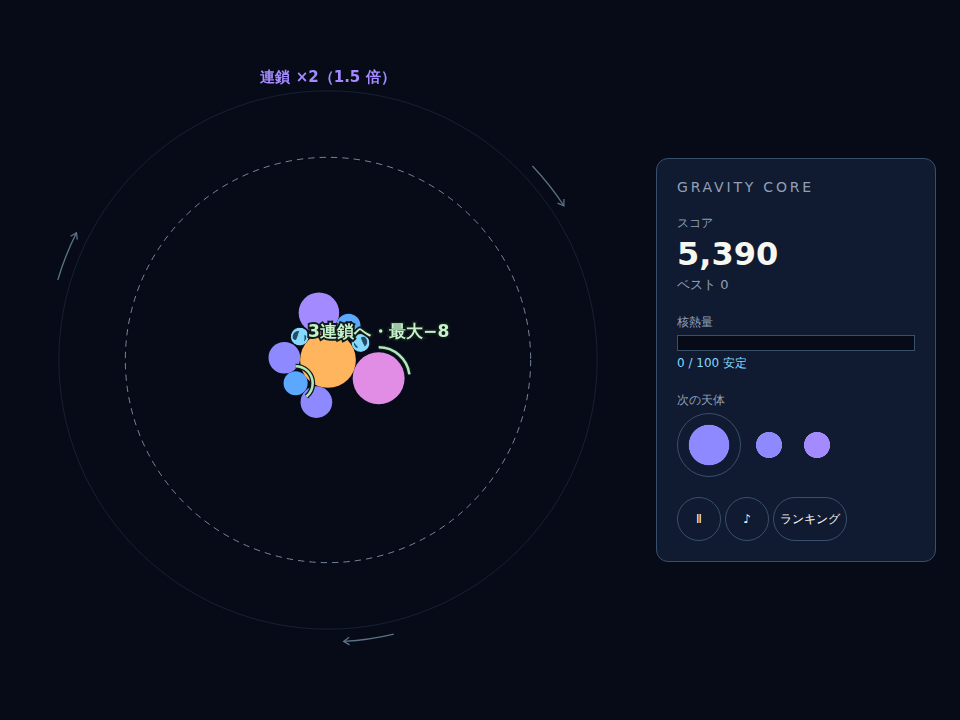 連鎖 ×2（1.5 倍）
3連鎖へ・最大−8
GRAVITY CORE
スコア
5,390
ベスト 0
核熱量
0 / 100 安定
次の天体
Ⅱ ♪ ランキング